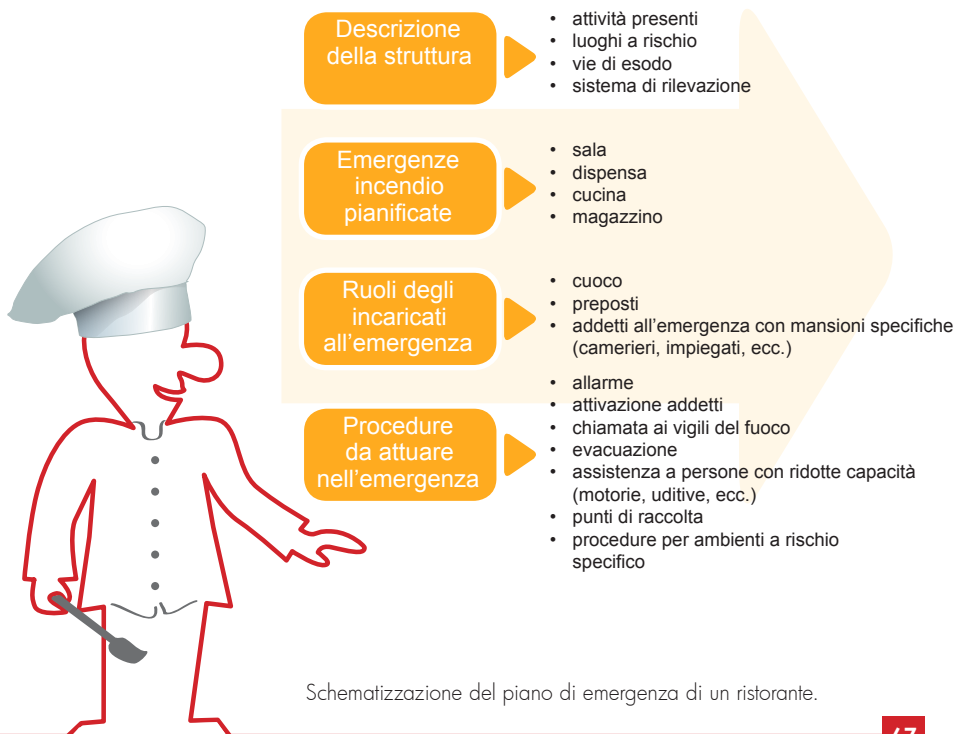 Descrizione
della struttura
• attività presenti
• luoghi a rischio
• vie di esodo
• sistema di rilevazione
Emergenze
incendio
pianificate
• sala
• dispensa
• cucina
• magazzino
Ruoli degli
incaricati
all'emergenza
• cuoco
• preposti
• addetti all'emergenza con mansioni specifiche
(camerieri, impiegati, ecc.)
Procedure
da attuare
nell'emergenza
• allarme
• attivazione addetti
• chiamata ai vigili del fuoco
• evacuazione
• assistenza a persone con ridotte capacità
(motorie, uditive, ecc.)
• punti di raccolta
• procedure per ambienti a rischio
specifico
Schematizzazione del piano di emergenza di un ristorante.